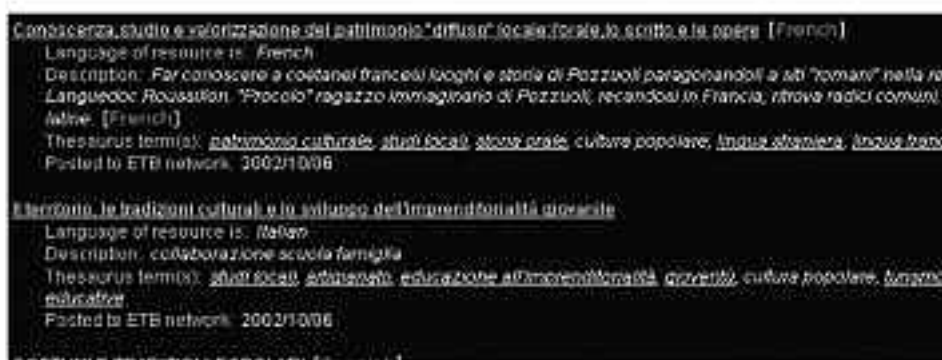 Conoscenza, studio e valorizzazione del patrimonio "diffuso" locale: l'orale, lo scritto e le opere [French]
Language of resource is: French
Description: Far conoscere a coetanei francesi luoghi e storia di Pozzuoli paragonandoli a siti "romani" nella re
Languedoc Roussillon. "Procolo" ragazzo immaginario di Pozzuoli, recandosi in Francia, ritrova radici comuni
latine. [French]
Thesaurus term(s): patrimonio culturale, studi locali, storia orale, cultura popolare, lingua straniera, lingua franc
Posted to ETB network: 2002/10/06
Il territorio, le tradizioni culturali e lo sviluppo dell'imprenditorialità giovanile
Language of resource is: Italian
Description: collaborazione scuola famiglia
Thesaurus term(s): studi locali, artigianato, educazione all'imprenditorialità, gioventù, cultura popolare,
educative
Posted to ETB network: 2002/10/06